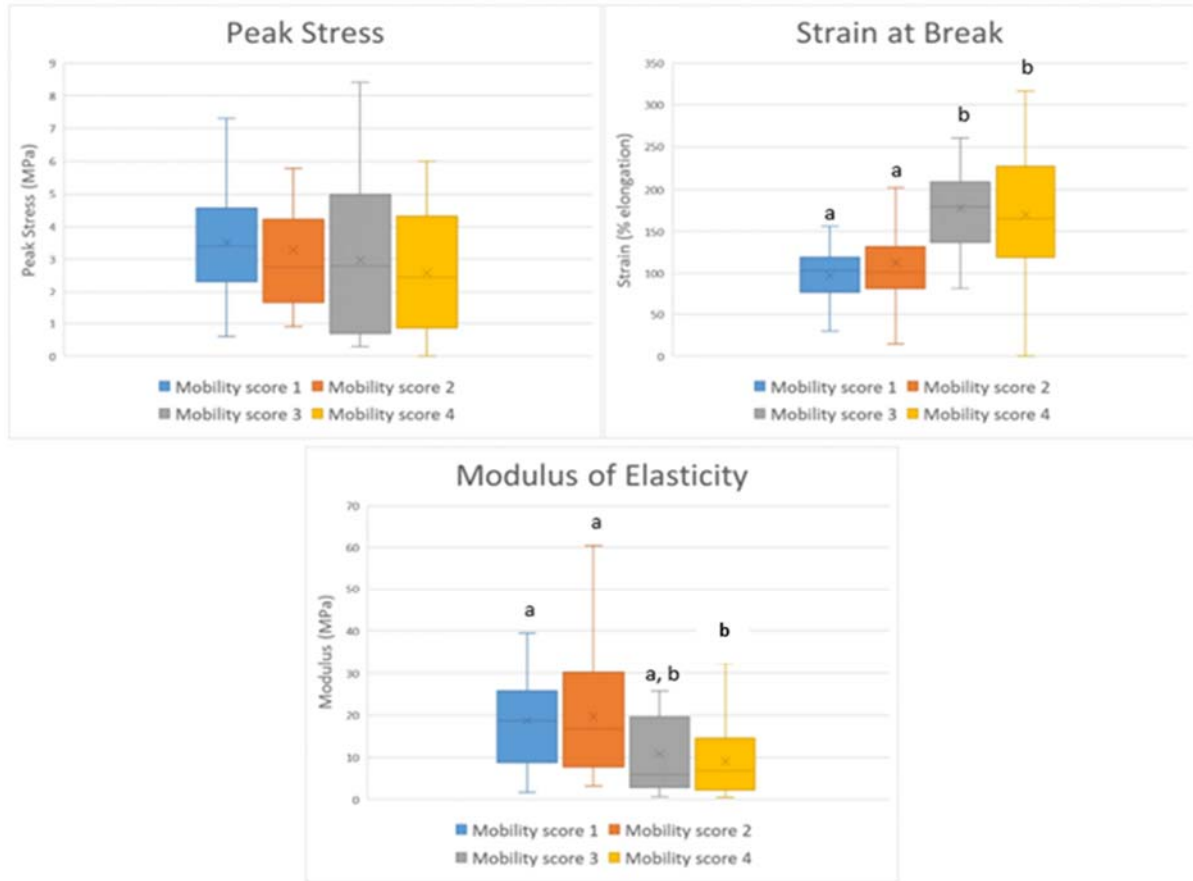 Peak Stress
Peak Stress (MPa)
9
8
7
6
5
4
3
2
1
0
Mobility score 1 Mobility score 2
Mobility score 3 Mobility score 4
Strain at Break
Strain (% elongation)
350
300
250
200
150
100
50
0
a
a
b
b
Mobility score 1 Mobility score 2
Mobility score 3 Mobility score 4
Modulus of Elasticity
Modulus (MPa)
70
60
50
40
30
20
10
0
a
a
a, b
b
Mobility score 1 Mobility score 2
Mobility score 3 Mobility score 4